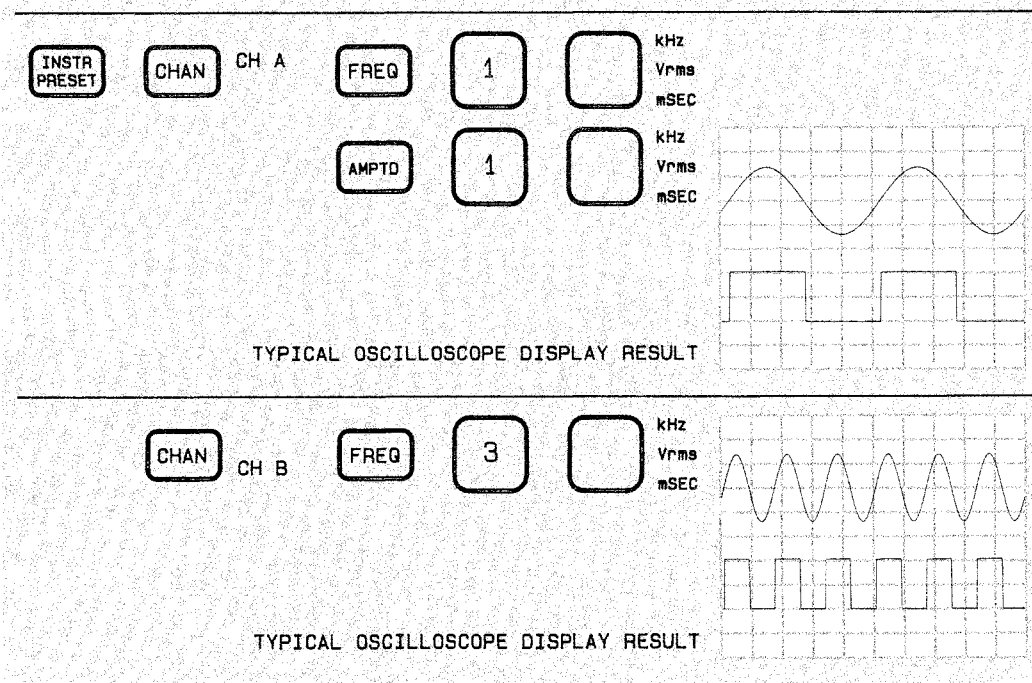 INSTR PRESET
CHAN
CH A
FREQ
1
kHz
Vrms
mSEC
AMPTD
1
kHz
Vrms
mSEC
TYPICAL OSCILLOSCOPE DISPLAY RESULT
CHAN
CH B
FREQ
3
kHz
Vrms
mSEC
TYPICAL OSCILLOSCOPE DISPLAY RESULT